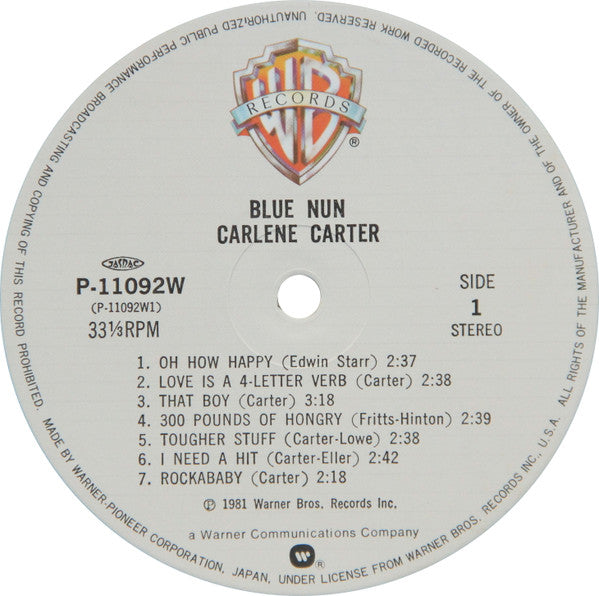 UNAUTHORIZED PUBLIC PERFORMANCE BROADCASTING AND COPYING OF THIS RECORD PROHIBITED. MADE BY WARNER-PIONEER CORPORATION, JAPAN, UNDER LICENSE FROM WARNER BROS. RECORDS INC., U.S.A. ALL RIGHTS OF THE MANUFACTURER AND OF THE OWNER OF THE RECORDED WORK RESERVED.
WB
RECORDS
®
BLUE NUN
CARLENE CARTER
JASRAC
P-11092W
(P-11092W1)
33⅓RPM
SIDE
1
STEREO
1. OH HOW HAPPY (Edwin Starr) 2:37
2. LOVE IS A 4-LETTER VERB (Carter) 2:38
3. THAT BOY (Carter) 3:18
4. 300 POUNDS OF HONGRY (Fritts-Hinton) 2:39
5. TOUGHER STUFF (Carter-Lowe) 2:38
6. I NEED A HIT (Carter-Eller) 2:42
7. ROCKABABY (Carter) 2:18
℗ 1981 Warner Bros. Records Inc.
a Warner Communications Company
®